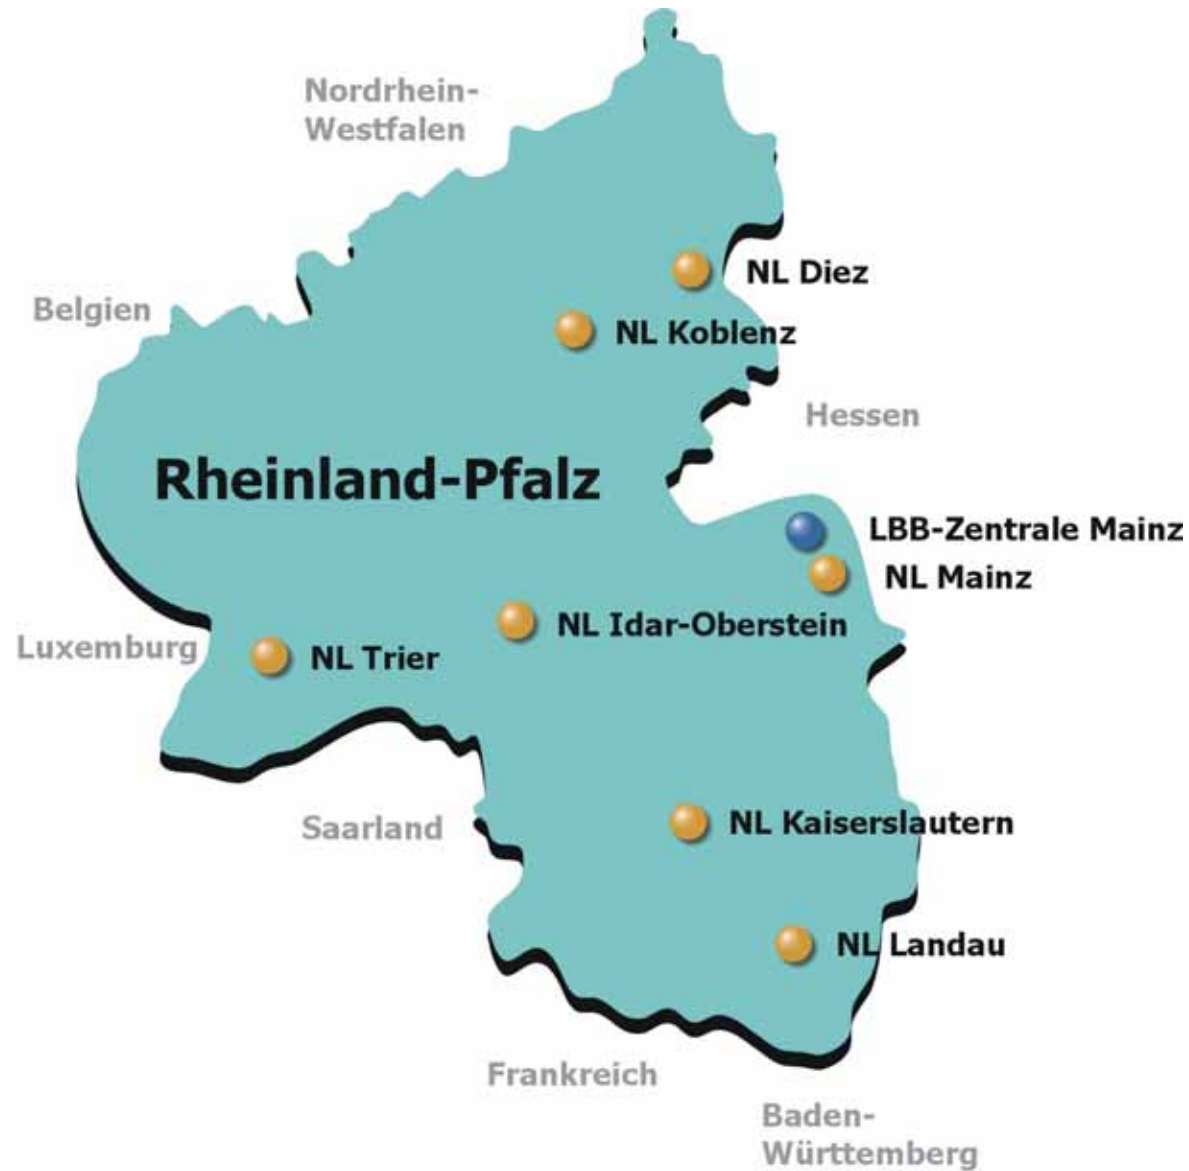 Nordrhein-
Westfalen
NL Diez
Belgien
NL Koblenz
Hessen
Rheinland-Pfalz
LBB-Zentrale Mainz
NL Mainz
NL Idar-Oberstein
Luxemburg
NL Trier
Saarland
NL Kaiserslautern
NL Landau
Frankreich
Baden-
Württemberg